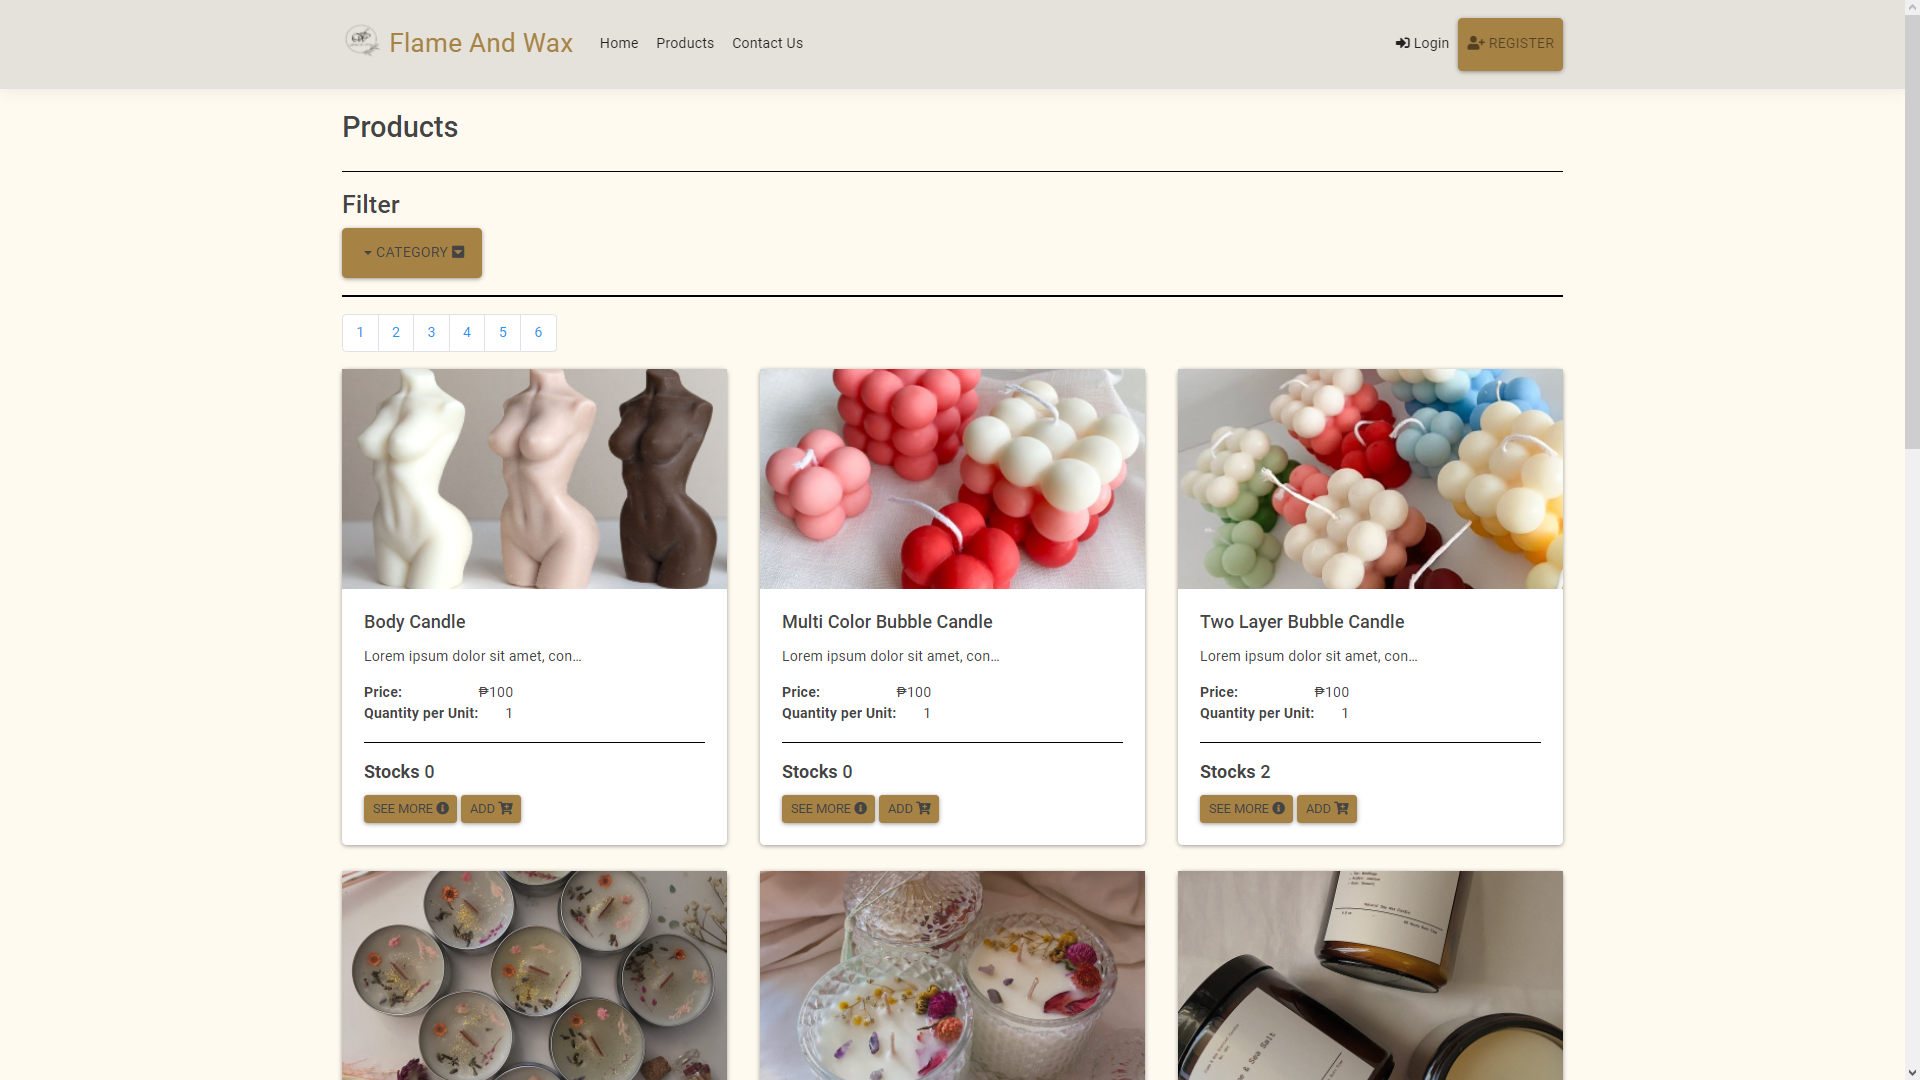 Flame And Wax
Home
Products
Contact Us
Login
REGISTER
Products
Filter
CATEGORY
1 2 3 4 5 6
Body Candle
Lorem ipsum dolor sit amet, con...
Price: ₱100
Quantity per Unit: 1
Stocks 0
SEE MORE ADD
Multi Color Bubble Candle
Lorem ipsum dolor sit amet, con...
Price: ₱100
Quantity per Unit: 1
Stocks 0
SEE MORE ADD
Two Layer Bubble Candle
Lorem ipsum dolor sit amet, con...
Price: ₱100
Quantity per Unit: 1
Stocks 2
SEE MORE ADD
& Sea Salt